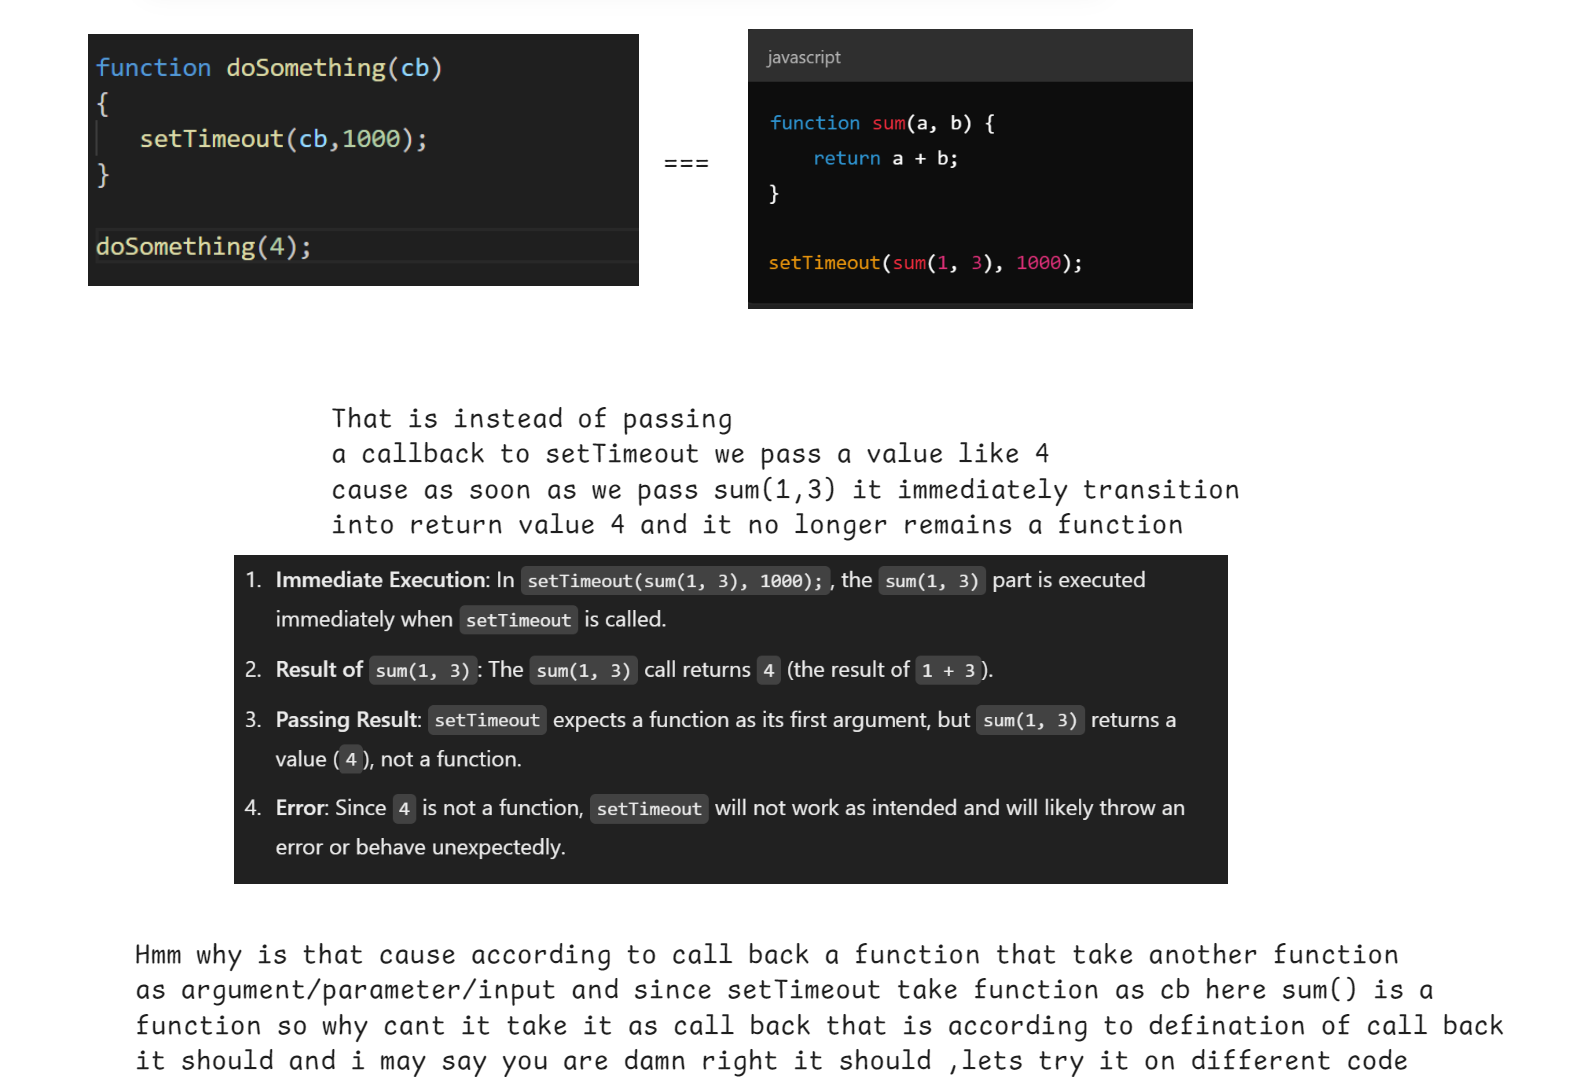 function doSomething(cb)
{
setTimeout(cb,1000);
}
doSomething(4);
===
javascript
function sum(a, b) {
return a + b;
}
setTimeout(sum(1, 3), 1000);
That is instead of passing
a callback to setTimeout we pass a value like 4
cause as soon as we pass sum(1,3) it immediately transition
into return value 4 and it no longer remains a function
1. Immediate Execution: In setTimeout(sum(1, 3), 1000);, the sum(1, 3) part is executed
immediately when setTimeout is called.
2. Result of sum(1, 3): The sum(1, 3) call returns 4 (the result of 1 + 3).
3. Passing Result: setTimeout expects a function as its first argument, but sum(1, 3) returns a
value (4), not a function.
4. Error: Since 4 is not a function, setTimeout will not work as intended and will likely throw an
error or behave unexpectedly.
Hmm why is that cause according to call back a function that take another function
as argument/parameter/input and since setTimeout take function as cb here sum() is a
function so why cant it take it as call back that is according to defination of call back
it should and i may say you are damn right it should ,lets try it on different code